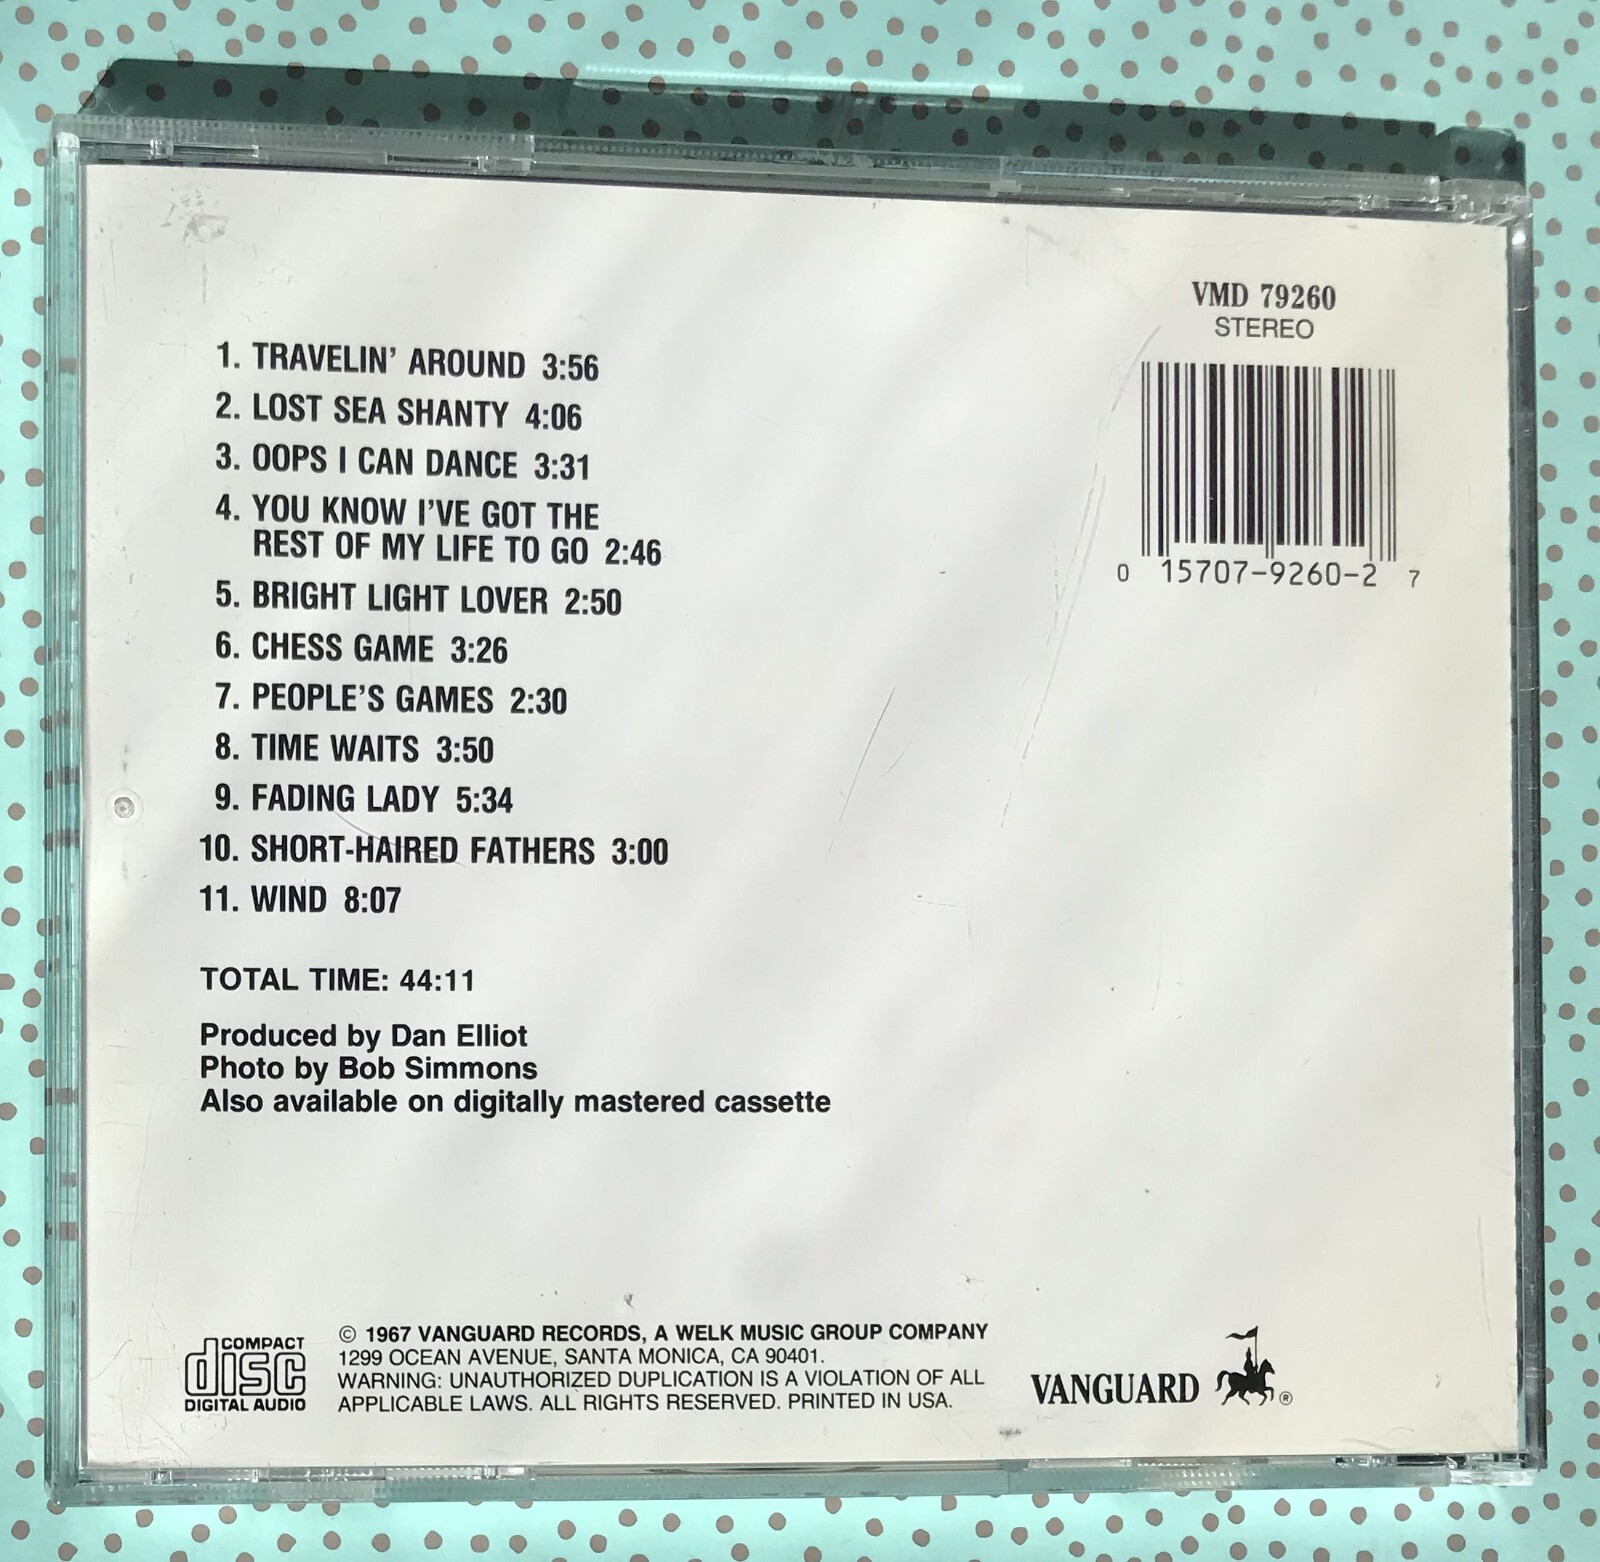 VMD 79260
STEREO
0 15707-9260-2 7
1. TRAVELIN' AROUND 3:56
2. LOST SEA SHANTY 4:06
3. OOPS I CAN DANCE 3:31
4. YOU KNOW I'VE GOT THE
REST OF MY LIFE TO GO 2:46
5. BRIGHT LIGHT LOVER 2:50
6. CHESS GAME 3:26
7. PEOPLE'S GAMES 2:30
8. TIME WAITS 3:50
9. FADING LADY 5:34
10. SHORT-HAIRED FATHERS 3:00
11. WIND 8:07
TOTAL TIME: 44:11
Produced by Dan Elliot
Photo by Bob Simmons
Also available on digitally mastered cassette
COMPACT
disc
DIGITAL AUDIO
© 1967 VANGUARD RECORDS, A WELK MUSIC GROUP COMPANY
1299 OCEAN AVENUE, SANTA MONICA, CA 90401.
WARNING: UNAUTHORIZED DUPLICATION IS A VIOLATION OF ALL
APPLICABLE LAWS. ALL RIGHTS RESERVED. PRINTED IN USA.
VANGUARD ®